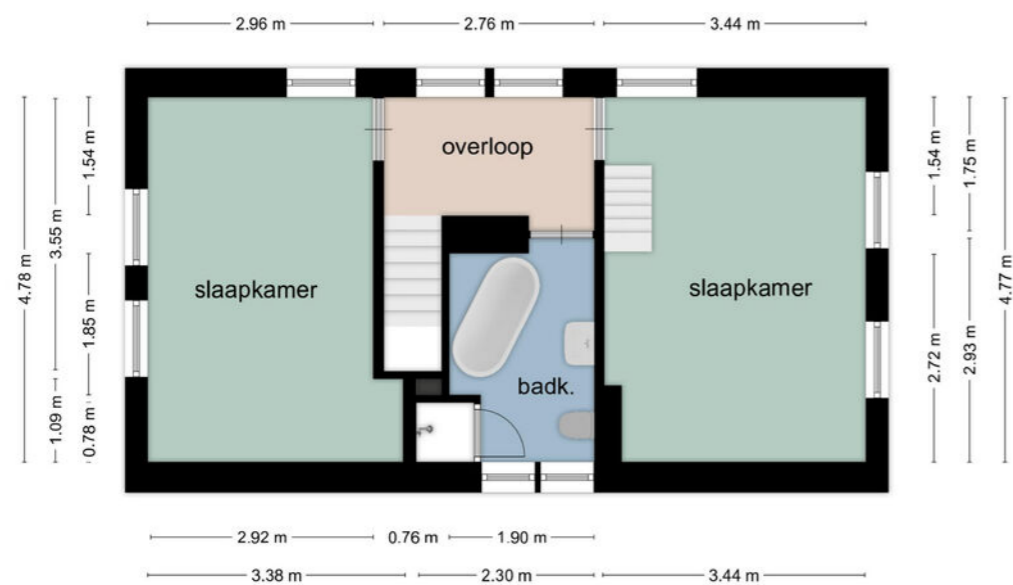 2.96 m
2.76 m
3.44 m
4.78 m
3.55 m
1.09 m
1.54 m
1.85 m
0.78 m
overloop
slaapkamer
slaapkamer
badk.
1.54 m
2.72 m
1.75 m
2.93 m
4.77 m
2.92 m
0.76 m
1.90 m
3.38 m
2.30 m
3.44 m